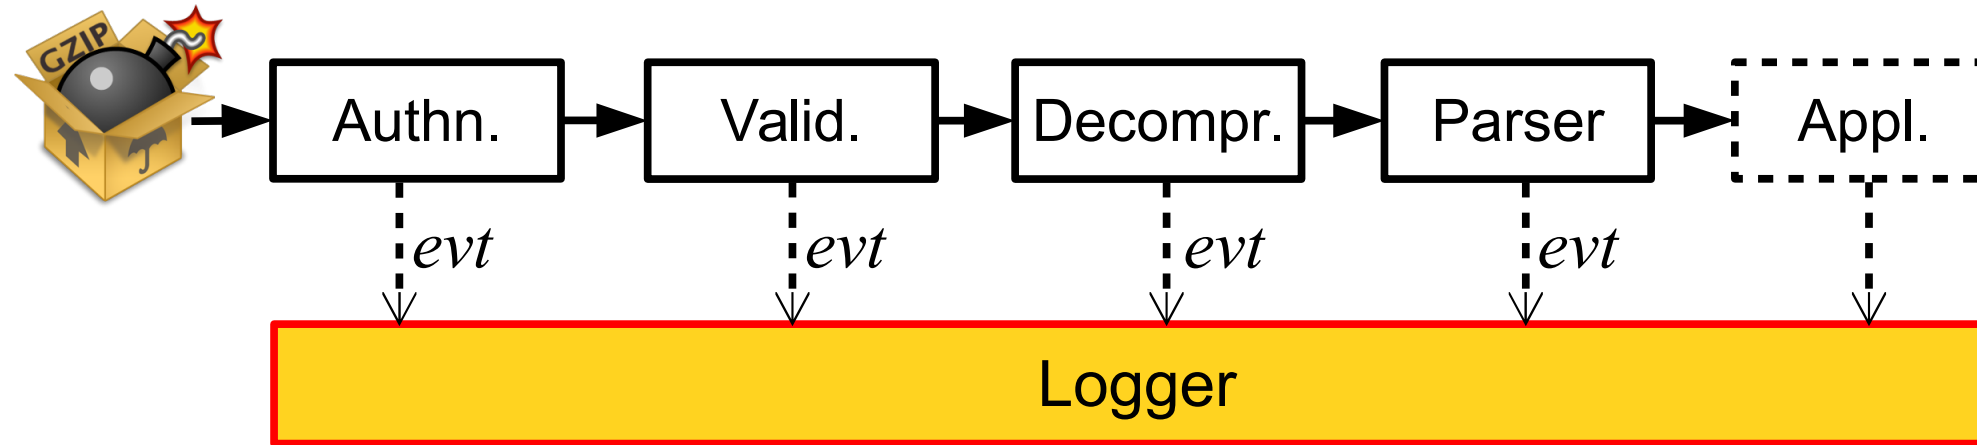 GZIP
Authn.
Valid.
Decompr.
Parser
Appl.
evt
evt
evt
evt
Logger